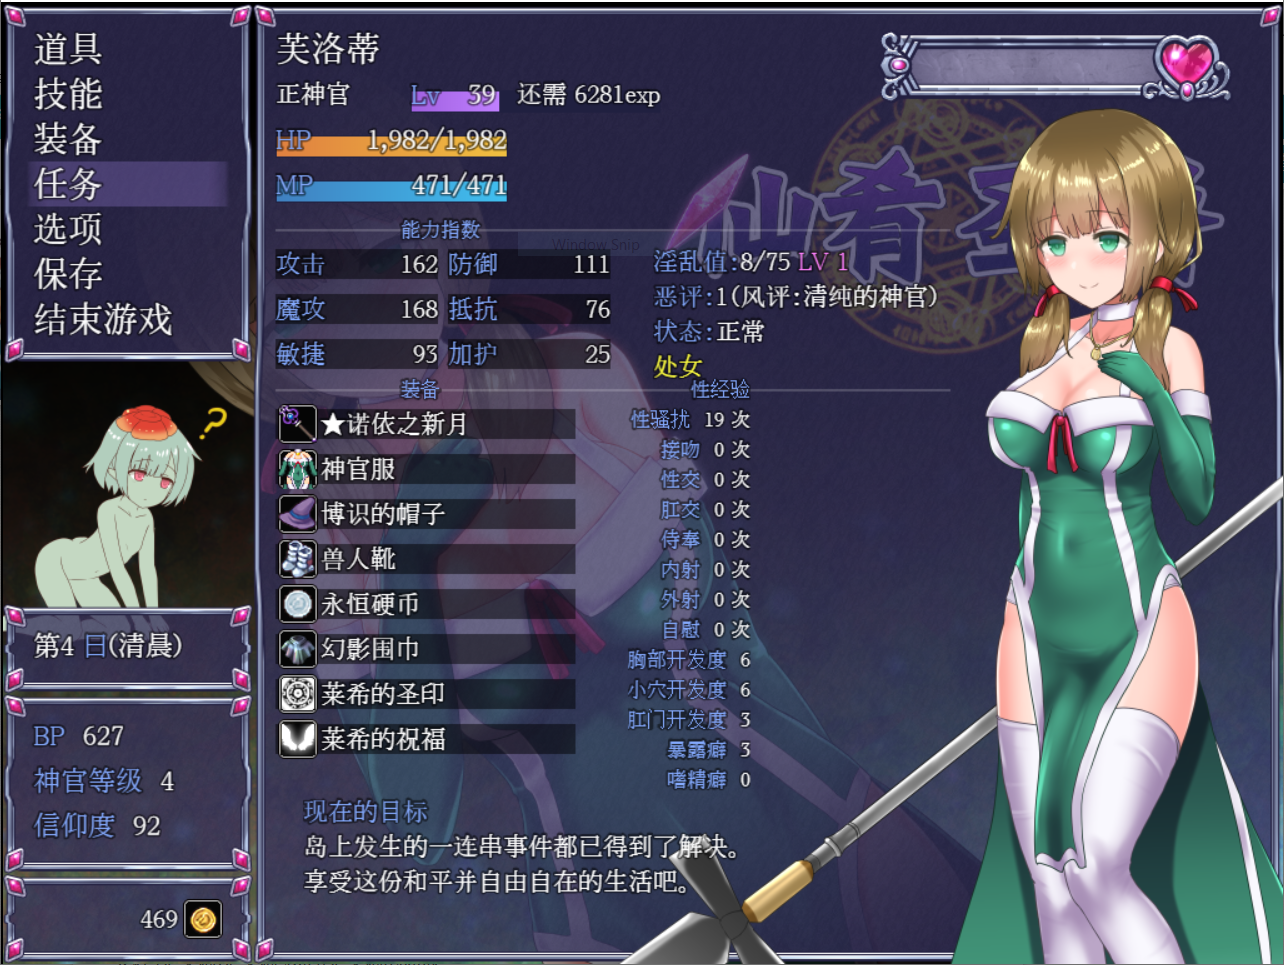 道具
技能
装备
任务
选项
保存
结束游戏
?
第4 日(清晨)
BP 627
神官等级 4
信仰度 92
469
芙洛蒂
正神官 Lv 39 还需 6281exp
HP 1,982/1,982
MP 471/471
能力指数
攻击 162 防御 111
魔攻 168 抵抗 76
敏捷 93 加护 25
装备
★诺依之新月
神官服
博识的帽子
兽人靴
永恒硬币
幻影围巾
莱希的圣印
莱希的祝福
仙肴圣
Window Snip
淫乱值:8/75 LV 1
恶评:1(风评:清纯的神官)
状态:正常
处女
性经验
性骚扰 19 次
接吻 0 次
性交 0 次
肛交 0 次
侍奉 0 次
内射 0 次
外射 0 次
自慰 0 次
胸部开发度 6
小穴开发度 6
肛门开发度 3
暴露癖 3
嗜精癖 0
现在的目标
岛上发生的一连串事件都已得到了解决。
享受这份和平并自由自在的生活吧。